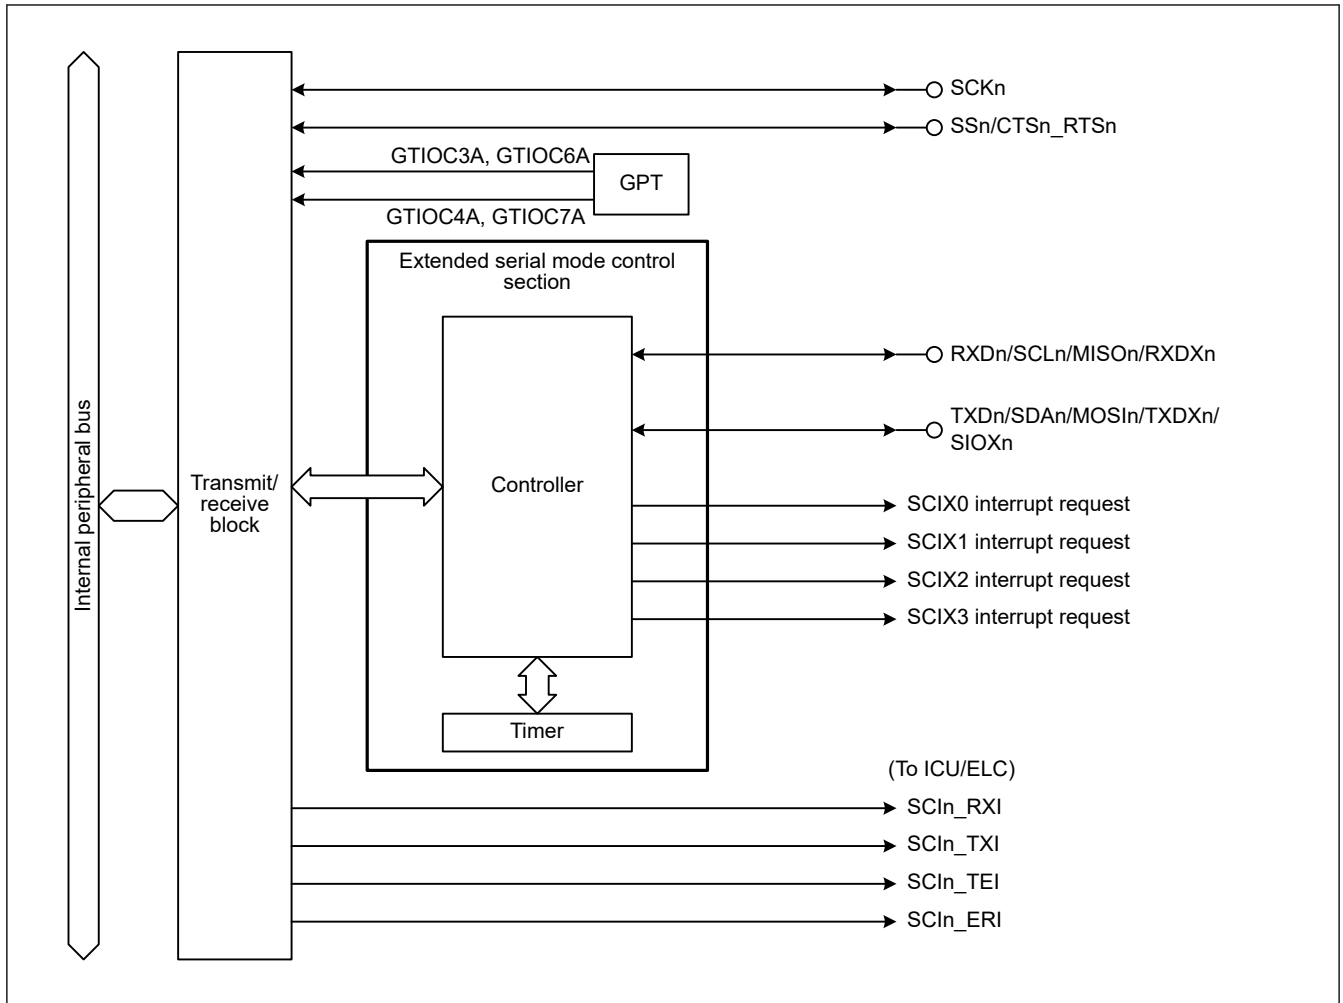 SCKn
SSn/CTSn_RTSn
GTIOC3A, GTIOC6A
GPT
GTIOC4A, GTIOC7A
Extended serial mode control
section
RXDn/SCLn/MISOn/RXDXn
TXDn/SDAn/MOSIn/TXDXn/
SIOXn
Internal peripheral bus
Transmit/
receive
block
Controller
SCIX0 interrupt request
SCIX1 interrupt request
SCIX2 interrupt request
SCIX3 interrupt request
Timer
(To ICU/ELC)
SCIn_RXI
SCIn_TXI
SCIn_TEI
SCIn_ERI